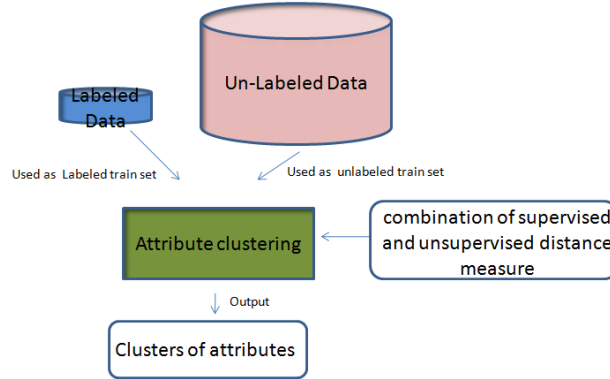 Un-Labeled Data
Labeled
Data
Used as Labeled train set
Used as unlabeled train set
Attribute clustering
combination of supervised
and unsupervised distance
measure
Output
Clusters of attributes